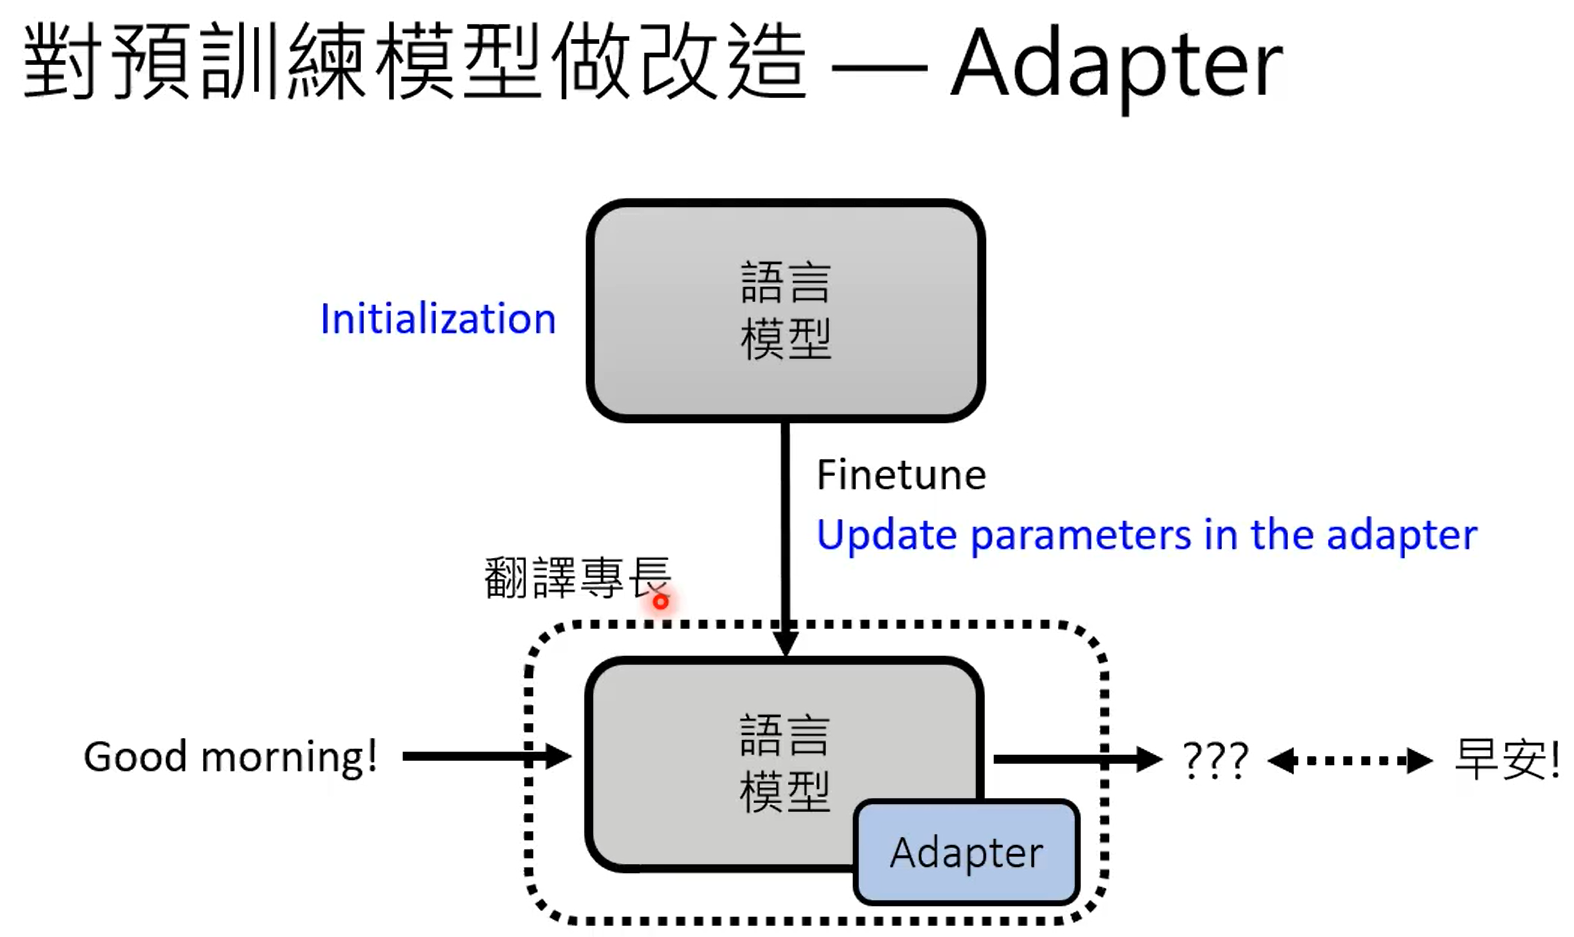 對預訓練模型做改造 — Adapter
Initialization
語言
模型
Finetune
Update parameters in the adapter
翻譯專長
Good morning!
語言
模型
Adapter
???
早安!